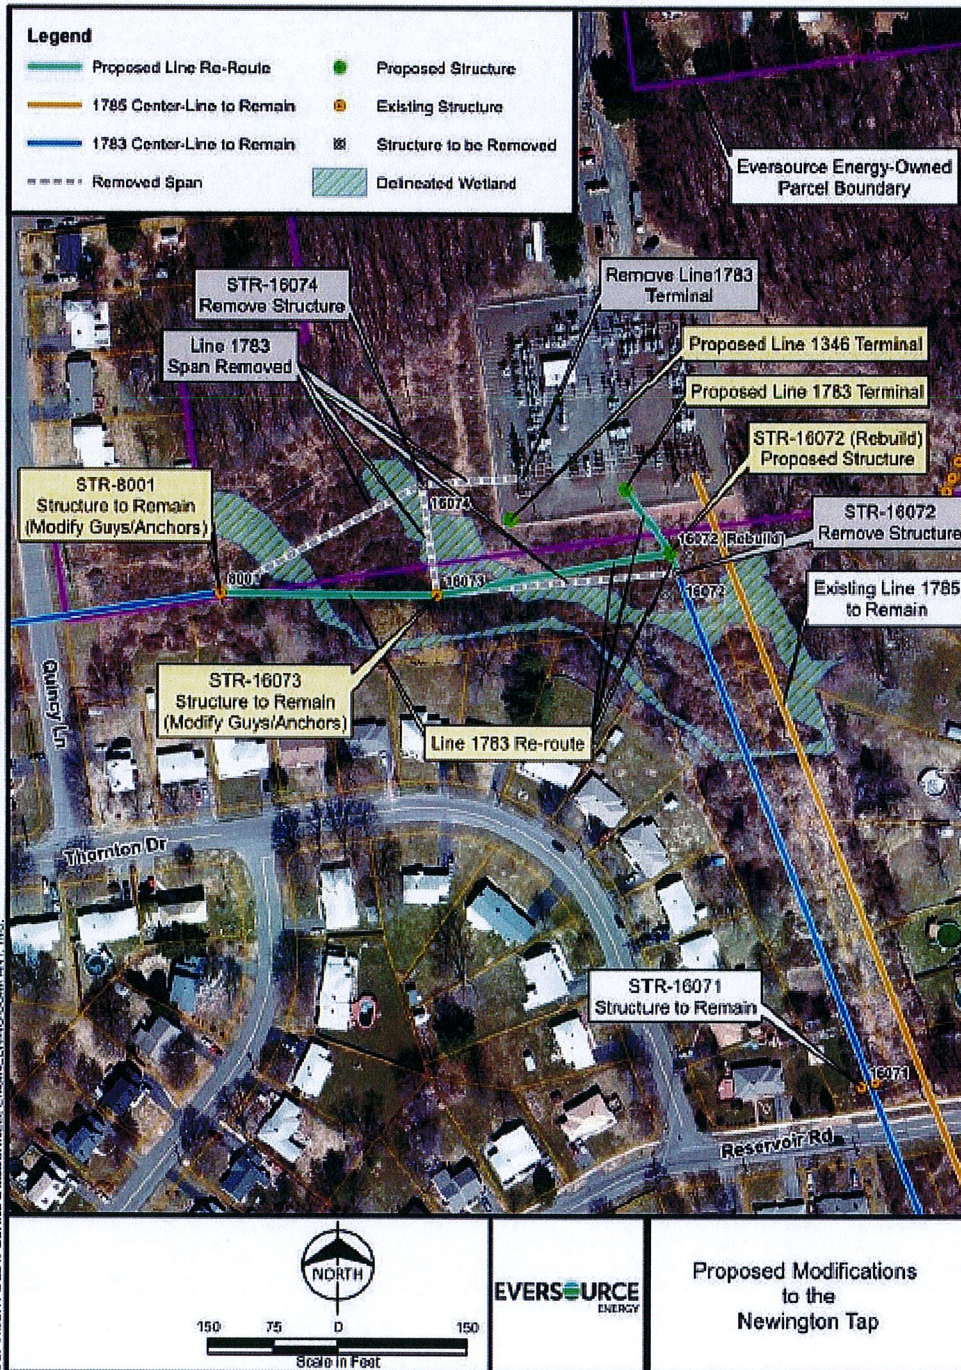 Legend
Proposed Line Re-Route
Proposed Structure
1785 Center-Line to Remain
Existing Structure
1783 Center-Line to Remain
Structure to be Removed
Removed Span
Delineated Wetland
Eversource Energy-Owned
Parcel Boundary
STR-16074
Remove Structure
Remove Line1783
Terminal
Line 1783
Span Removed
Proposed Line 1346 Terminal
Proposed Line 1783 Terminal
STR-16072 (Rebuild)
Proposed Structure
STR-8001
Structure to Remain
(Modify Guys/Anchors)
16074
STR-16072
Remove Structure
16072 (Rebuild)
8001
16073
16072
Existing Line 1785
to Remain
STR-16073
Structure to Remain
(Modify Guys/Anchors)
Quincy Ln
Line 1783 Re-route
Thornton Dr
STR-16071
Structure to Remain
16071
Reservoir Rd
NORTH
150 75 0 150
Scale in Feet
EVERSOURCE
ENERGY
Proposed Modifications
to the
Newington Tap